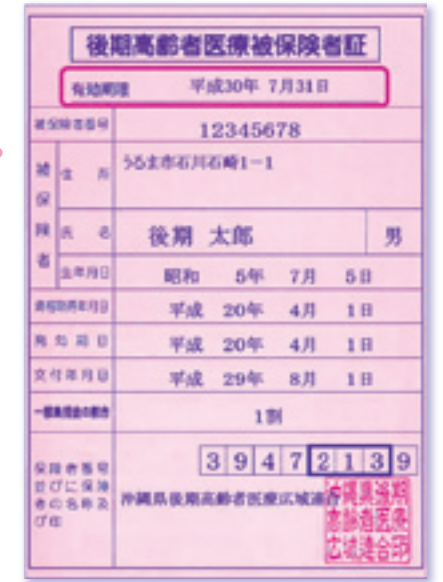 後期高齢者医療被保険者証
有効期限 平成30年 7月31日
被保険者番号 12345678
被保険者
住所 うるま市石川石崎1−1
氏名 後期 太郎 男
生年月日 昭和 5年 7月 5日
資格取得年月日 平成 20年 4月 1日
発効期日 平成 20年 4月 1日
交付年月日 平成 29年 8月 1日
一部負担金の割合 1割
保険者番号並びに保険者の名称及び印
39472139
沖縄県後期高齢者医療広域連合
沖縄県後期高齢者医療広域連合印